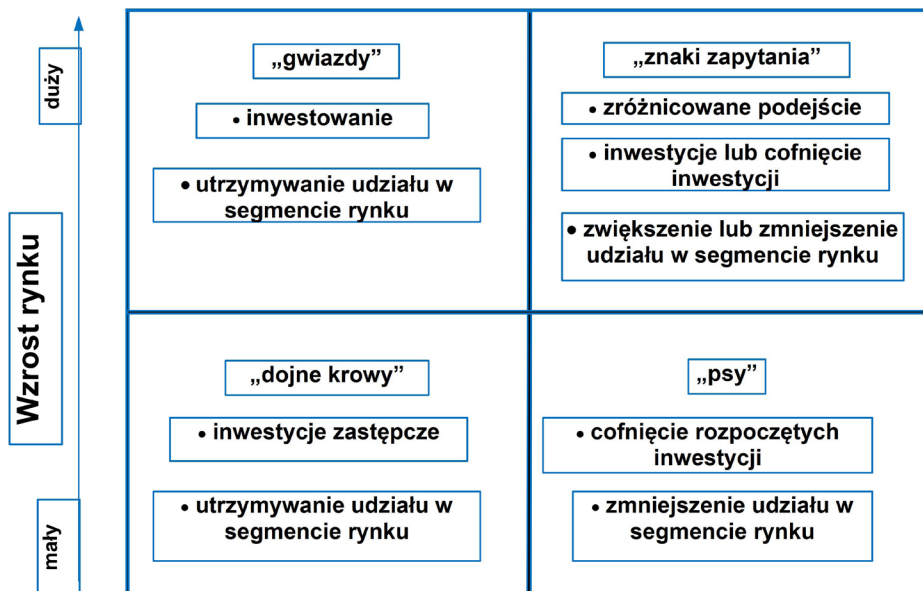 duży
Wzrost rynku
mały
„gwiazdy”
• inwestowanie
• utrzymywanie udziału w
segmencie rynku
„znaki zapytania”
• zróżnicowane podejście
• inwestycje lub cofnięcie
inwestycji
• zwiększenie lub zmniejszenie
udziału w segmencie rynku
„dojne krowy”
• inwestycje zastępcze
• utrzymywanie udziału w
segmencie rynku
„psy”
• cofnięcie rozpoczętych
inwestycji
• zmniejszenie udziału w
segmencie rynku